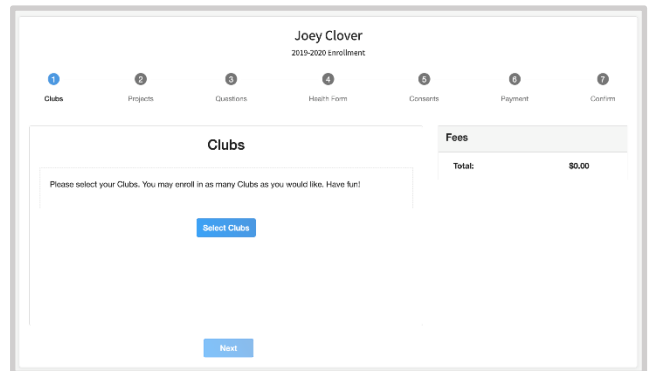 Joey Clover
2019-2020 Enrollment
1 2 3 4 5 6 7
Clubs Projects Questions Health Form Consents Payment Confirm
Clubs
Please select your Clubs. You may enroll in as many Clubs as you would like. Have fun!
Select Clubs
Next
Fees
Total: $0.00